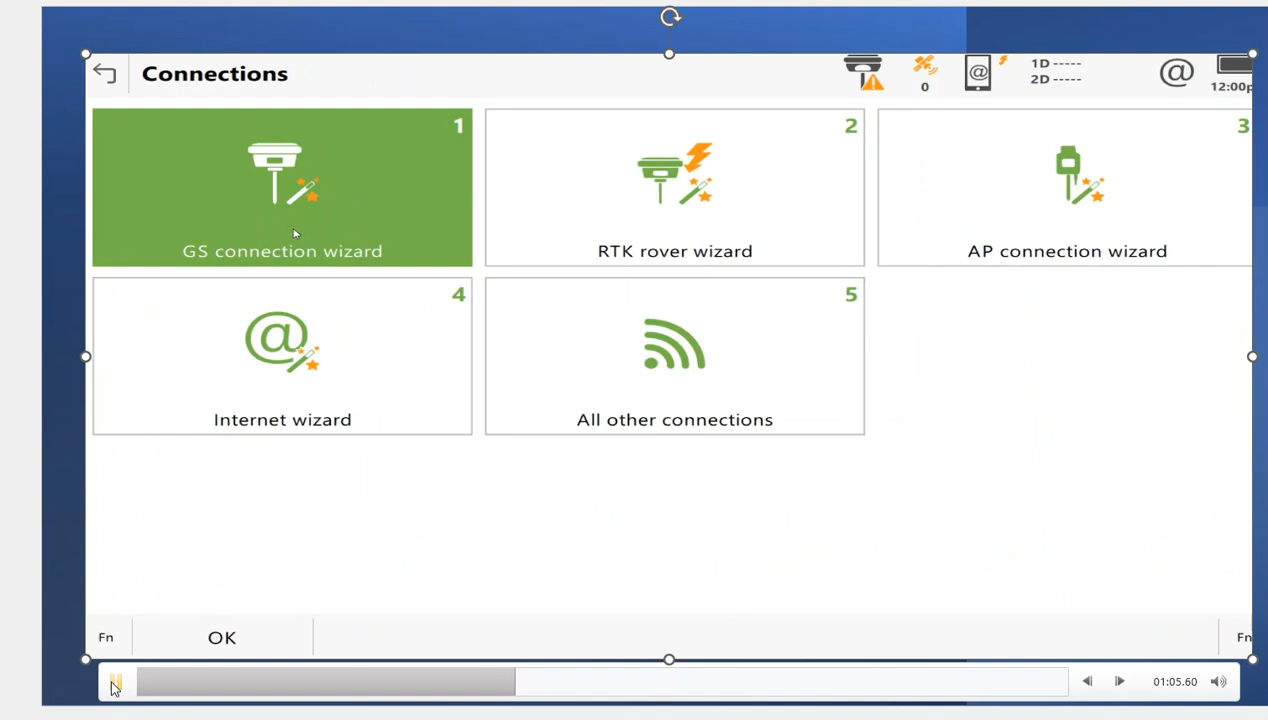 Connections
0
@
1D -----
2D -----
@
12:00p
1
GS connection wizard
2
RTK rover wizard
3
AP connection wizard
4
@
Internet wizard
5
All other connections
Fn
OK
Fn
01:05.60